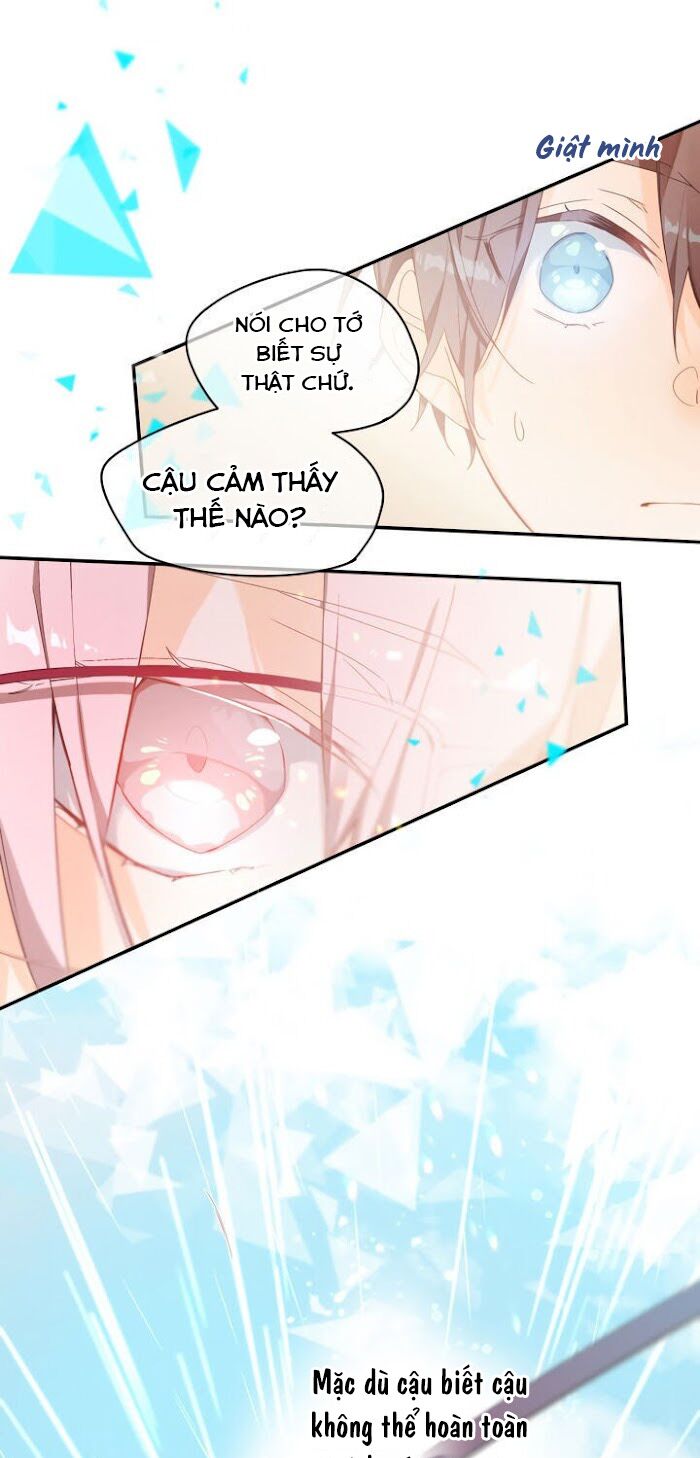 Giật mình
NÓI CHO TỚ
BIẾT SỰ
THẬT CHỨ.
CẬU CẢM THẤY
THẾ NÀO?
Mặc dù cậu biết cậu
không thể hoàn toàn